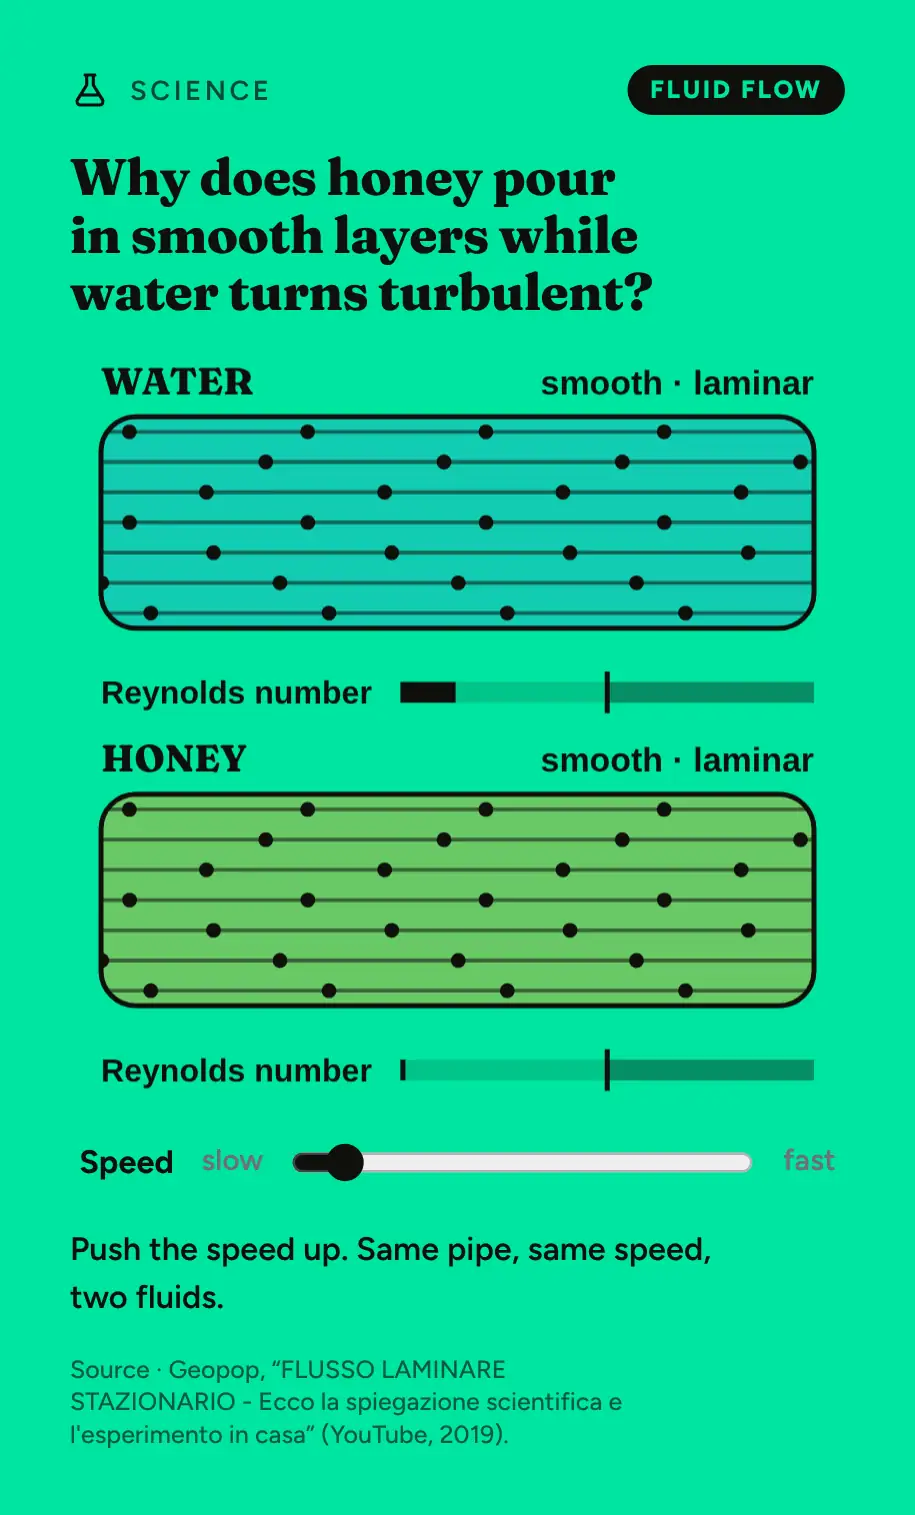 SCIENCE
FLUID FLOW
Why does honey pour
in smooth layers while
water turns turbulent?
WATER
smooth · laminar
Reynolds number
HONEY
smooth · laminar
Reynolds number
Speed
slow
fast
Push the speed up. Same pipe, same speed,
two fluids.
Source · Geopop, “FLUSSO LAMINARE
STAZIONARIO - Ecco la spiegazione scientifica e
l'esperimento in casa” (YouTube, 2019).